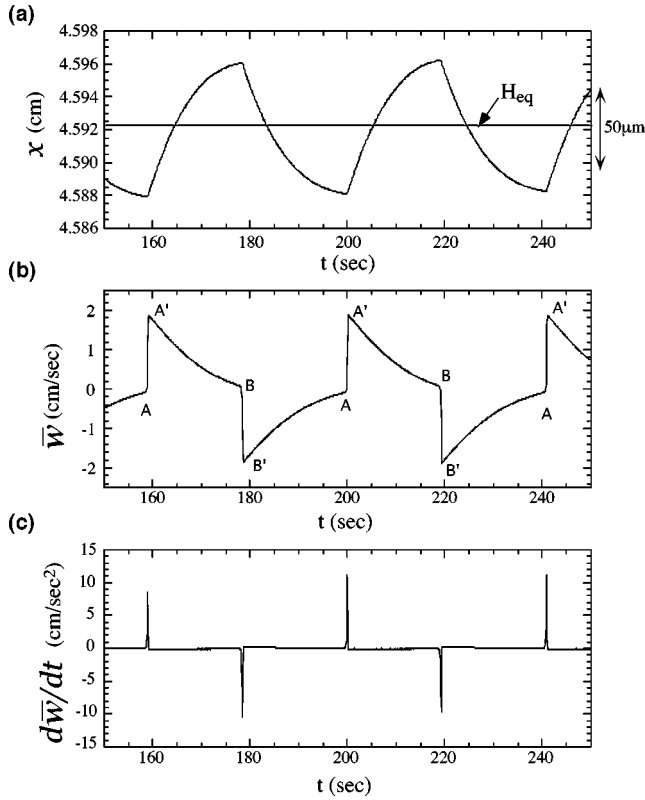 (a)
4.598
4.596
4.594
4.592
4.590
4.588
4.586
x (cm)
H_eq
50μm
160 180 200 220 240
t (sec)
(b)
2
1
0
-1
-2
w̅ (cm/sec)
A' A' A'
B B
A A A
B' B'
160 180 200 220 240
t (sec)
(c)
15
10
5
0
-5
-10
-15
dw̅/dt (cm/sec²)
160 180 200 220 240
t (sec)